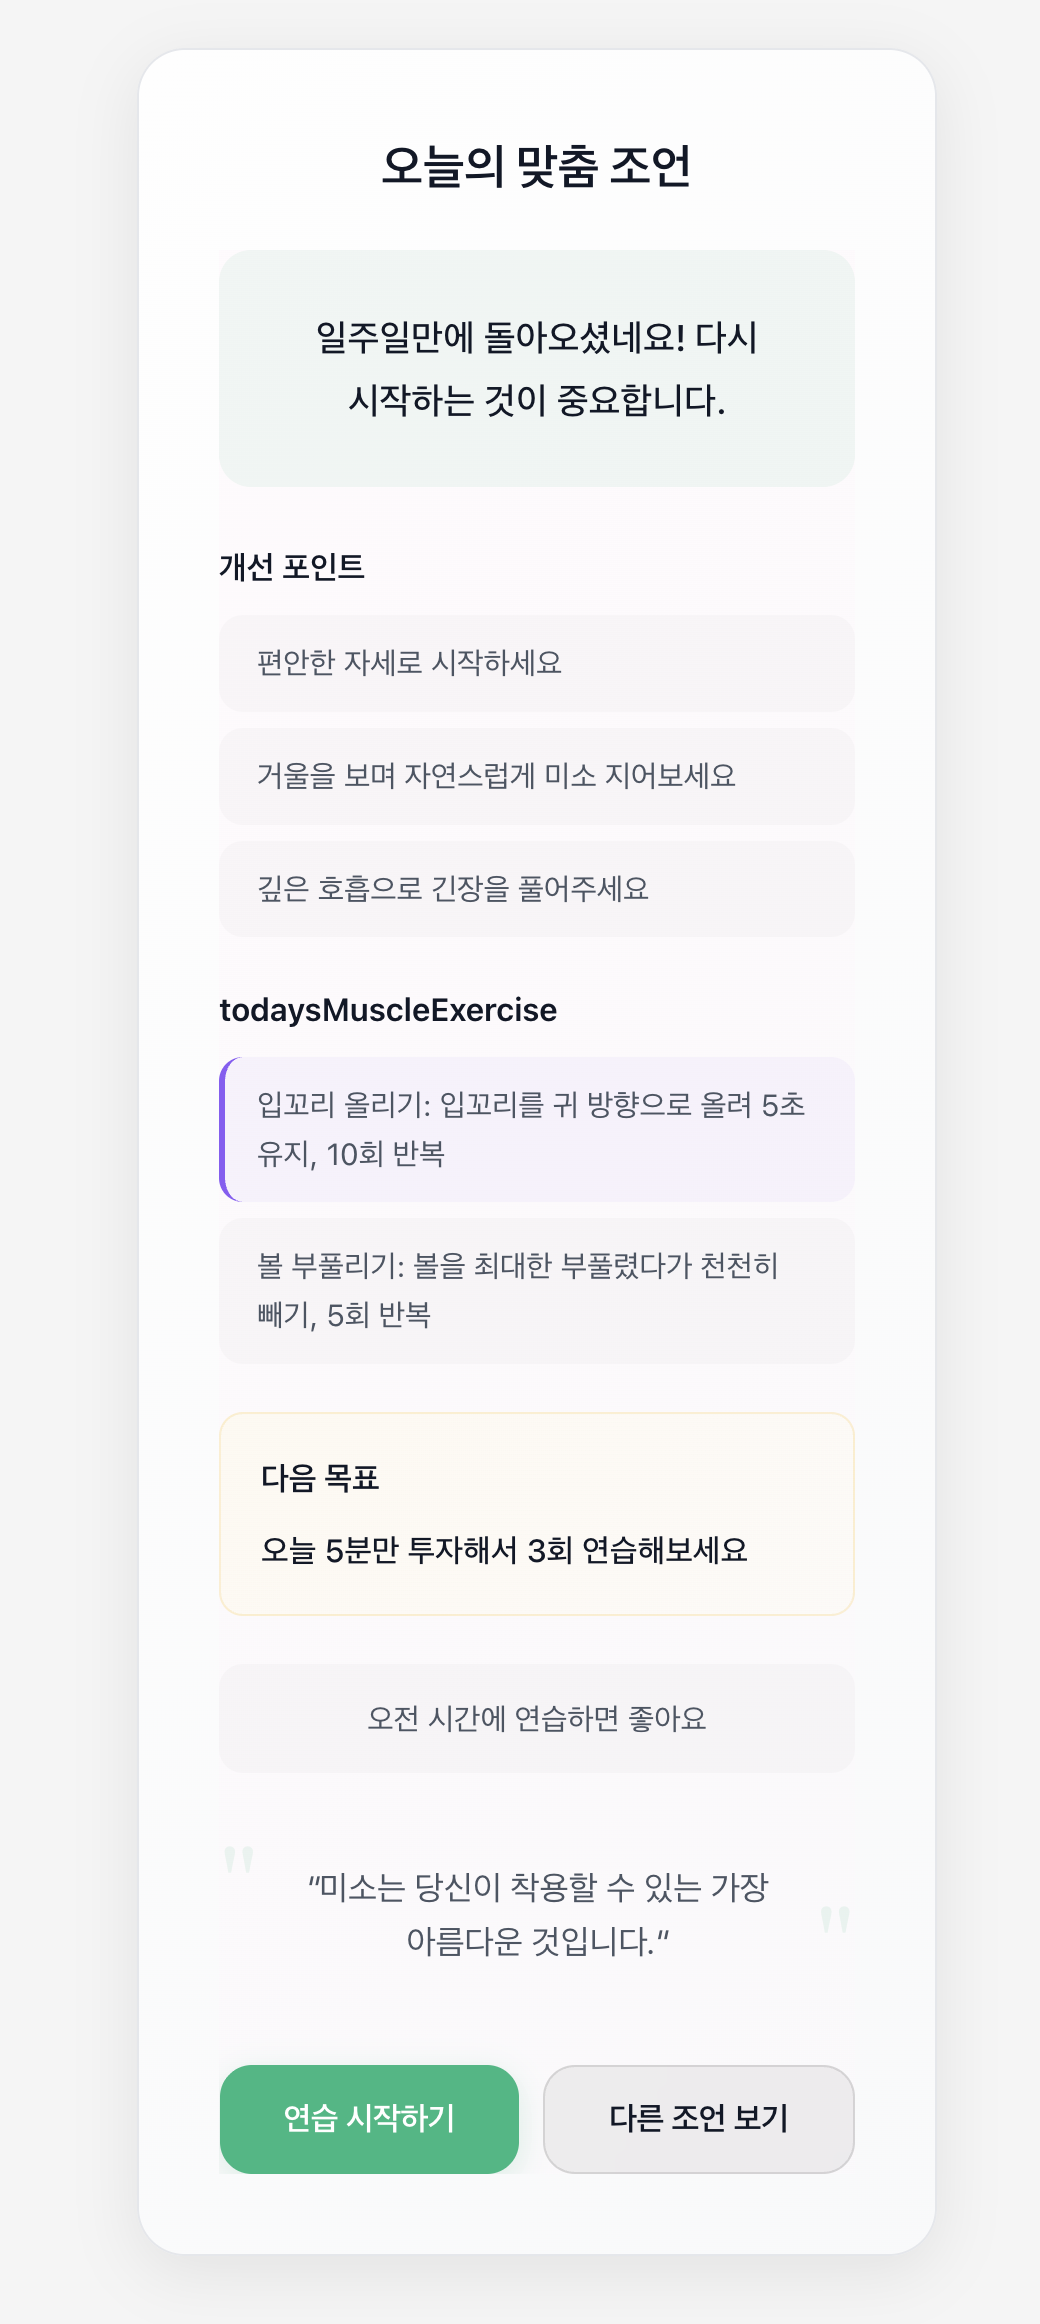 오늘의 맞춤 조언
일주일만에 돌아오셨네요! 다시
시작하는 것이 중요합니다.
개선 포인트
편안한 자세로 시작하세요
거울을 보며 자연스럽게 미소 지어보세요
깊은 호흡으로 긴장을 풀어주세요
todaysMuscleExercise
입꼬리 올리기: 입꼬리를 귀 방향으로 올려 5초
유지, 10회 반복
볼 부풀리기: 볼을 최대한 부풀렸다가 천천히
빼기, 5회 반복
다음 목표
오늘 5분만 투자해서 3회 연습해보세요
오전 시간에 연습하면 좋아요
"
"미소는 당신이 착용할 수 있는 가장
아름다운 것입니다."
"
연습 시작하기
다른 조언 보기